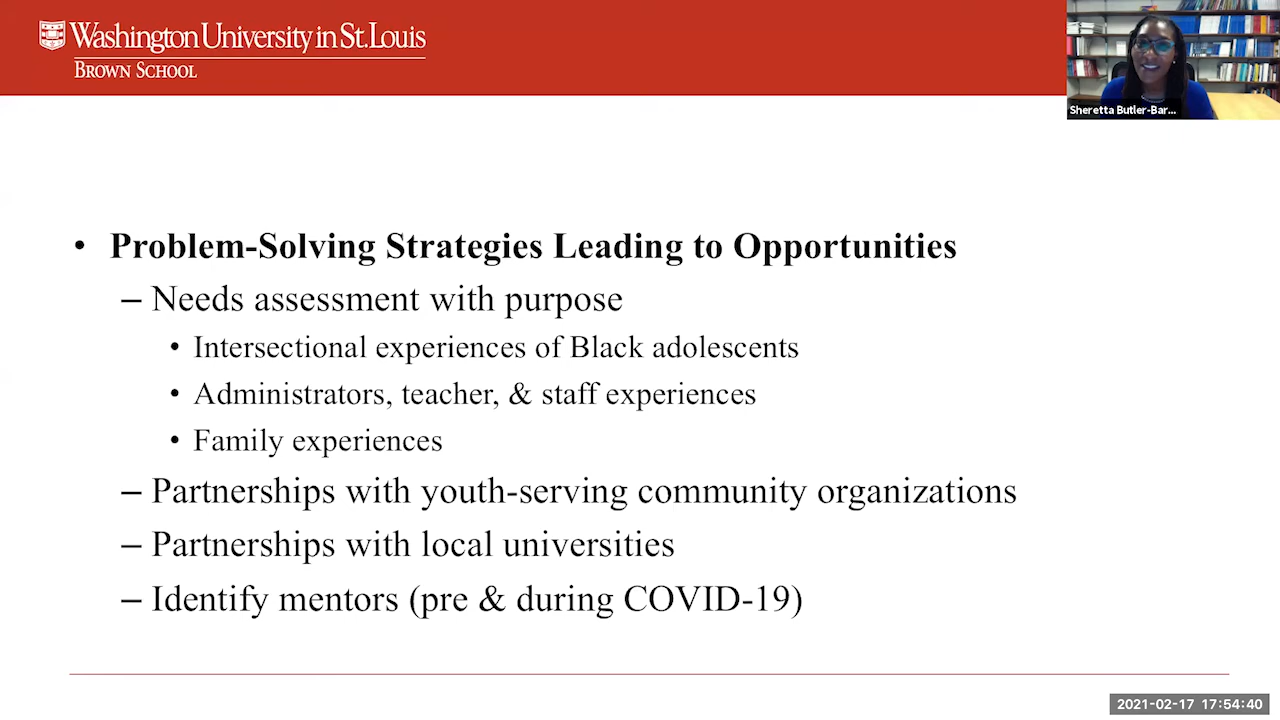 Washington University in St. Louis
BROWN SCHOOL
Sheretta Butler-Bar...
• Problem-Solving Strategies Leading to Opportunities
– Needs assessment with purpose
• Intersectional experiences of Black adolescents
• Administrators, teacher, & staff experiences
• Family experiences
– Partnerships with youth-serving community organizations
– Partnerships with local universities
– Identify mentors (pre & during COVID-19)
2021-02-17 17:54:40